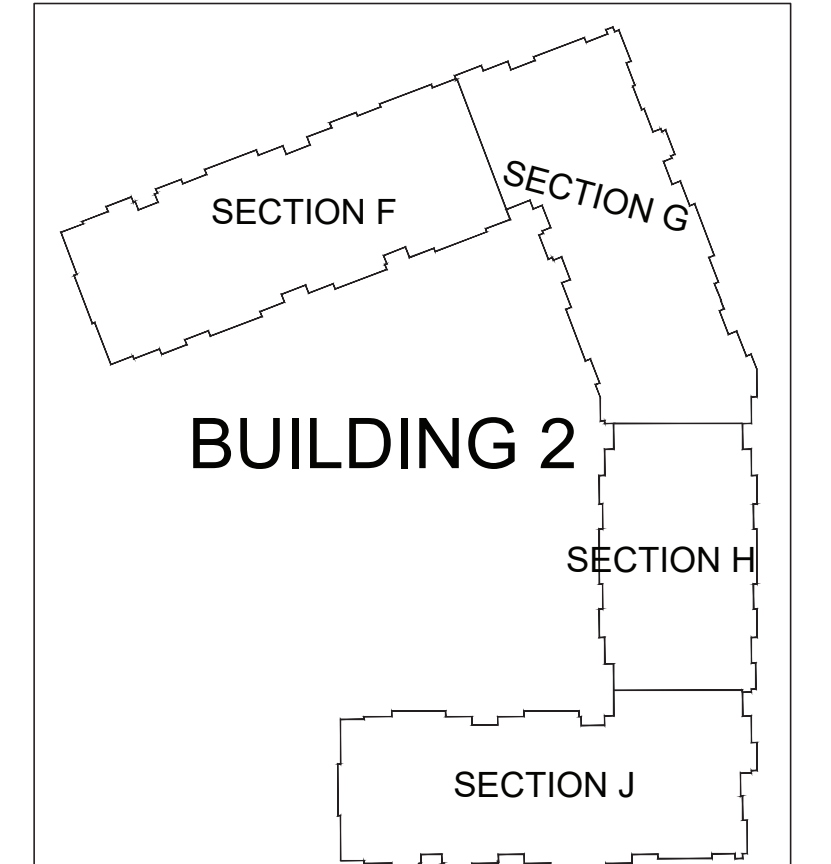 SECTION G
SECTION F
BUILDING 2
SECTION H
SECTION J